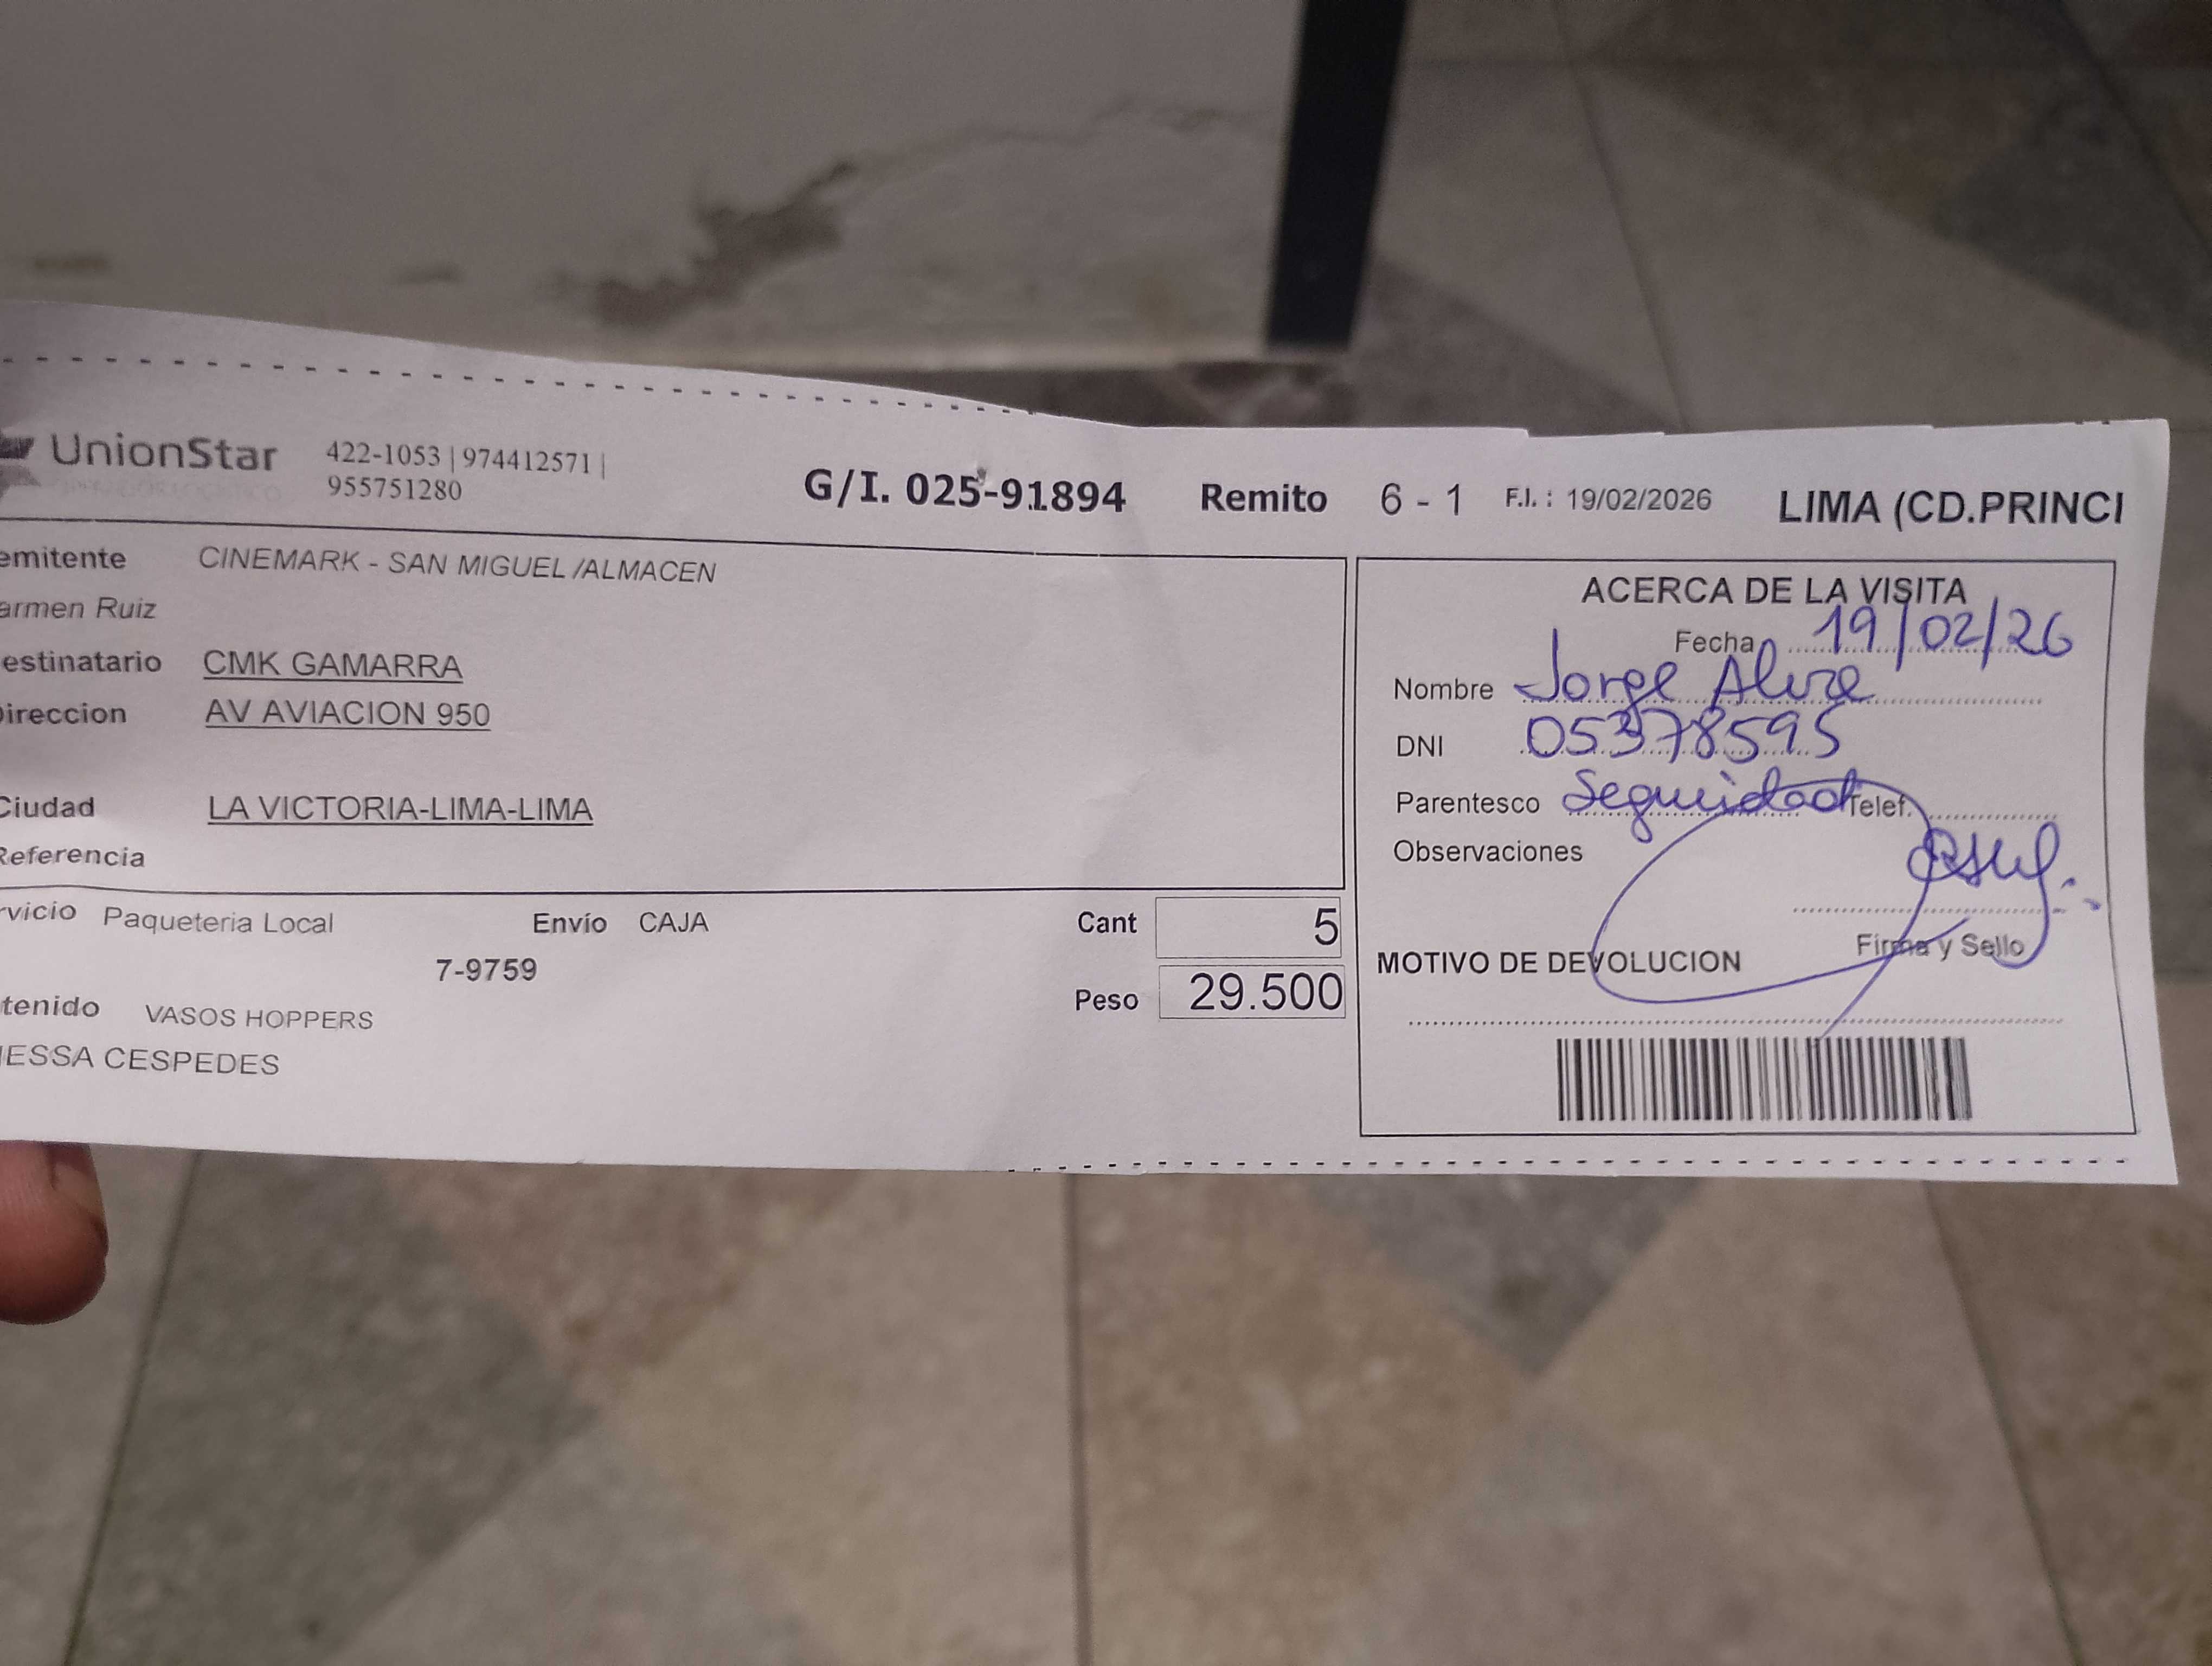 UnionStar 422-1053 | 974412571 |
955751280
G/I. 025-91894 Remito 6 - 1 F.I. : 19/02/2026 LIMA (CD.PRINCI
emitente CINEMARK - SAN MIGUEL /ALMACEN
armen Ruiz
estinatario CMK GAMARRA
ireccion AV AVIACION 950
Ciudad LA VICTORIA-LIMA-LIMA
Referencia
rvicio Paqueteria Local Envío CAJA Cant 5
7-9759
Peso 29.500
tenido VASOS HOPPERS
ESSA CESPEDES
ACERCA DE LA VISITA
Fecha 19/02/26
Nombre Jorge
DNI 05378595
Parentesco Seguridad Telef.
Observaciones
Firma y Sello
MOTIVO DE DEVOLUCION